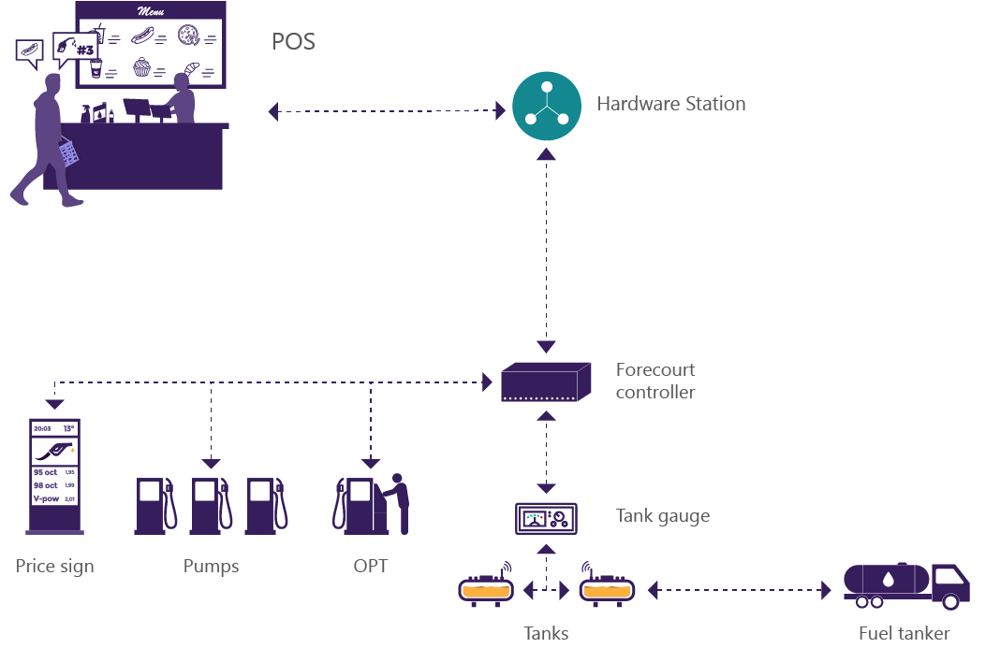 Menu
#3
POS
Hardware Station
Forecourt
controller
20:03 13°
95 oct 1,95
98 oct 1,99
V-pow 2,01
Tank gauge
Price sign
Pumps
OPT
Tanks
Fuel tanker